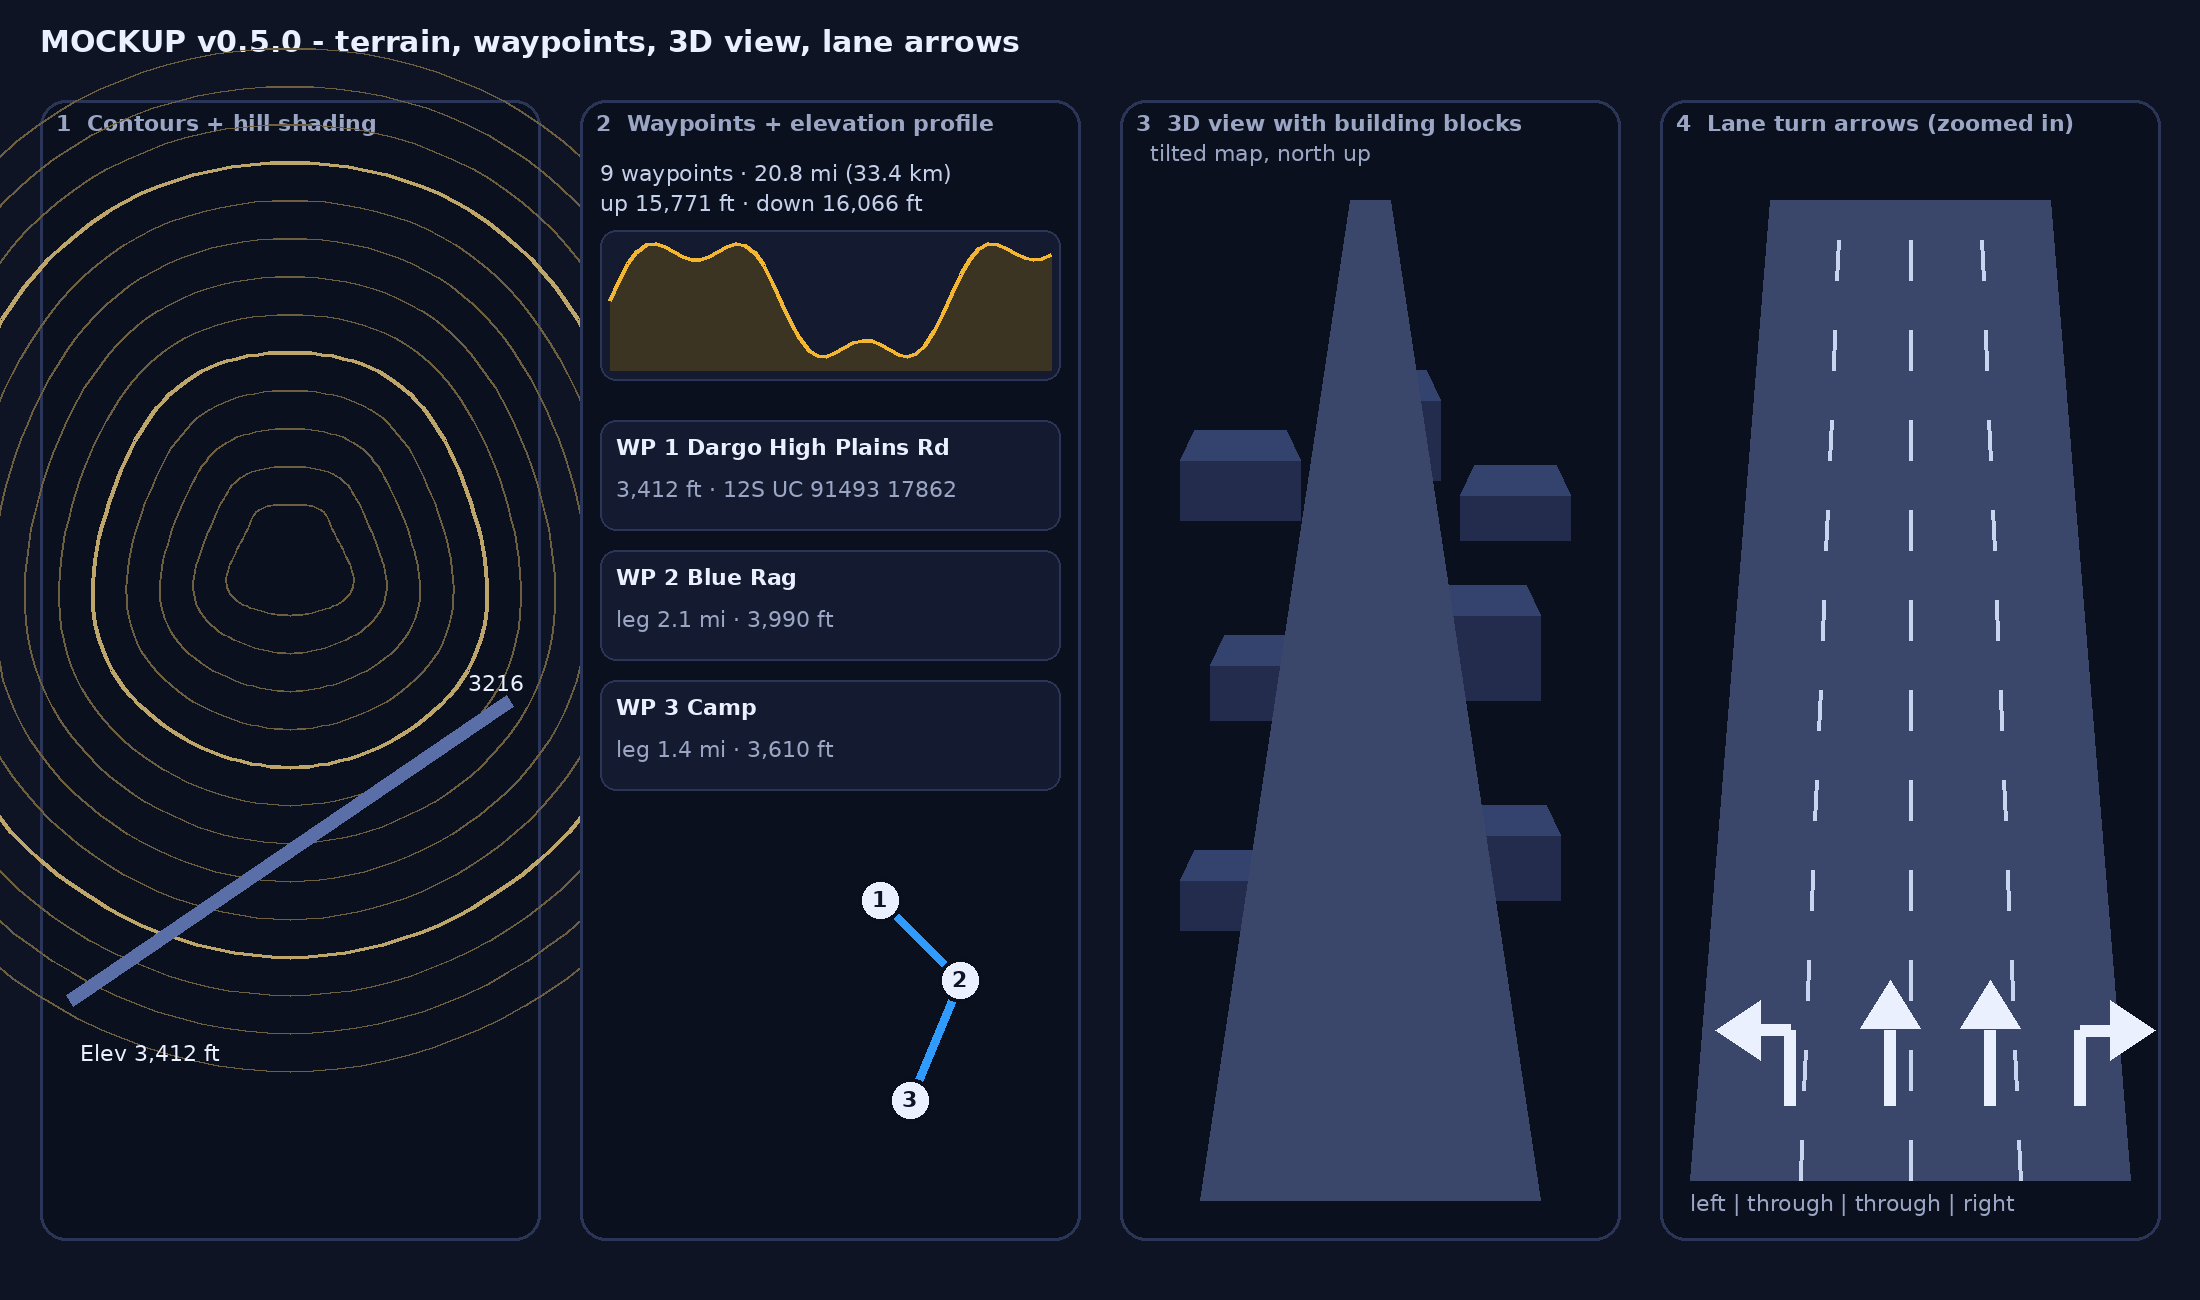 MOCKUP v0.5.0 - terrain, waypoints, 3D view, lane arrows
1 Contours + hill shading
3216
Elev 3,412 ft
2 Waypoints + elevation profile
9 waypoints · 20.8 mi (33.4 km)
up 15,771 ft · down 16,066 ft
WP 1 Dargo High Plains Rd
3,412 ft · 12S UC 91493 17862
WP 2 Blue Rag
leg 2.1 mi · 3,990 ft
WP 3 Camp
leg 1.4 mi · 3,610 ft
1
2
3
3 3D view with building blocks
tilted map, north up
4 Lane turn arrows (zoomed in)
left | through | through | right